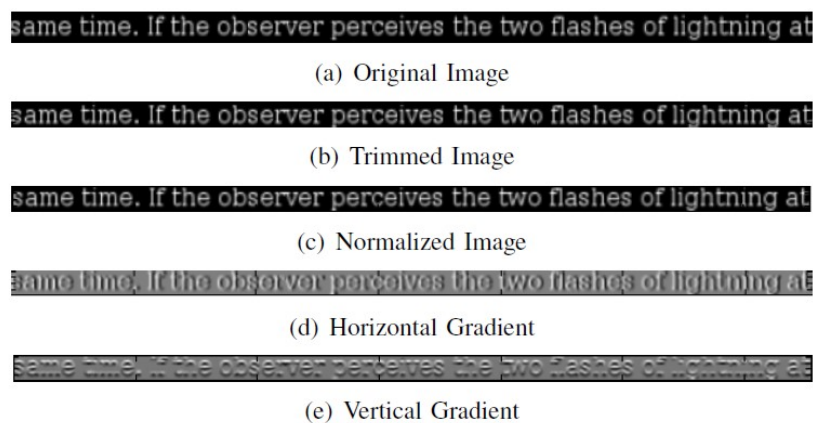 same time. If the observer perceives the two flashes of lightning at
(a) Original Image
same time. If the observer perceives the two flashes of lightning at
(b) Trimmed Image
same time. If the observer perceives the two flashes of lightning at
(c) Normalized Image
same time. If the observer perceives the two flashes of lightning at
(d) Horizontal Gradient
same time. If the observer perceives the two flashes of lightning at
(e) Vertical Gradient